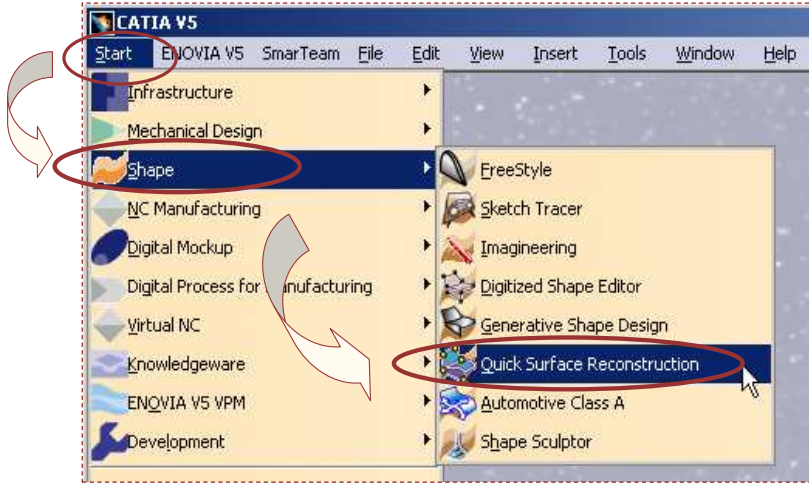 CATIA V5
Start ENOVIA V5 SmarTeam File Edit View Insert Tools Window Help
Infrastructure
Mechanical Design
Shape
NC Manufacturing
Digital Mockup
Digital Process for Manufacturing
Virtual NC
Knowledgeware
ENOVIA V5 VPM
Development
FreeStyle
Sketch Tracer
Imagineering
Digitized Shape Editor
Generative Shape Design
Quick Surface Reconstruction
Automotive Class A
Shape Sculptor